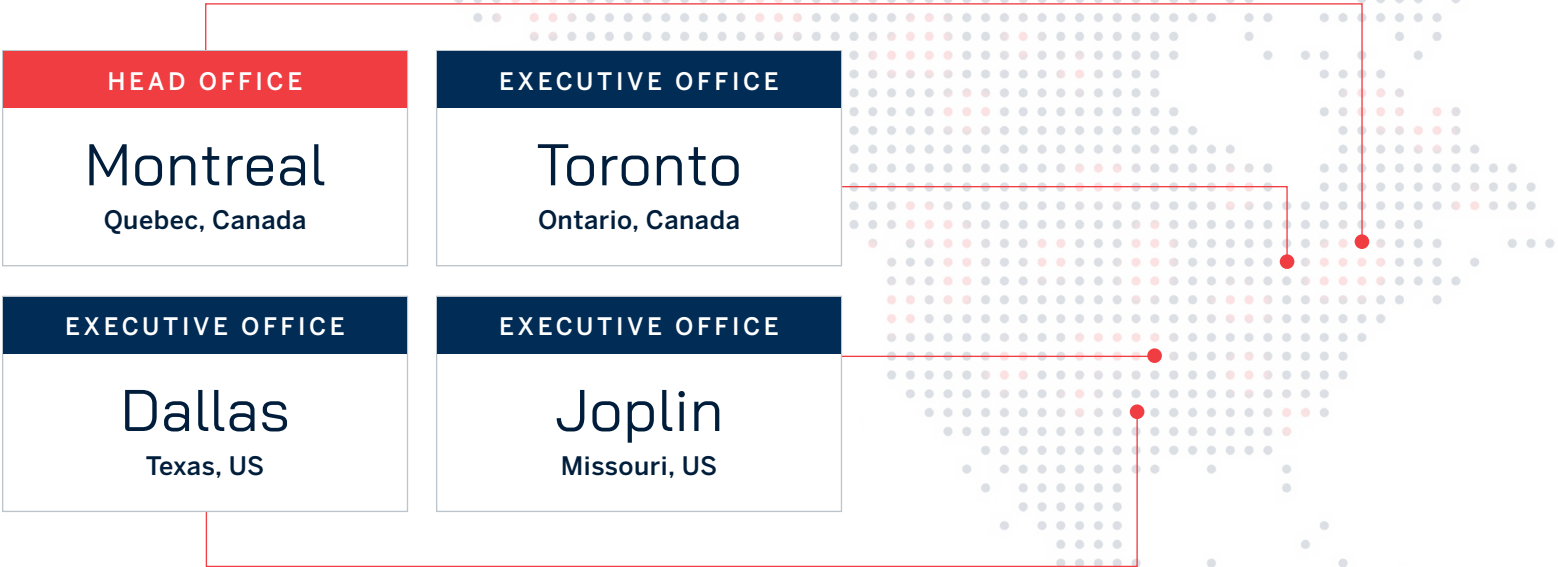 HEAD OFFICE
Montreal
Quebec, Canada
EXECUTIVE OFFICE
Toronto
Ontario, Canada
EXECUTIVE OFFICE
Dallas
Texas, US
EXECUTIVE OFFICE
Joplin
Missouri, US